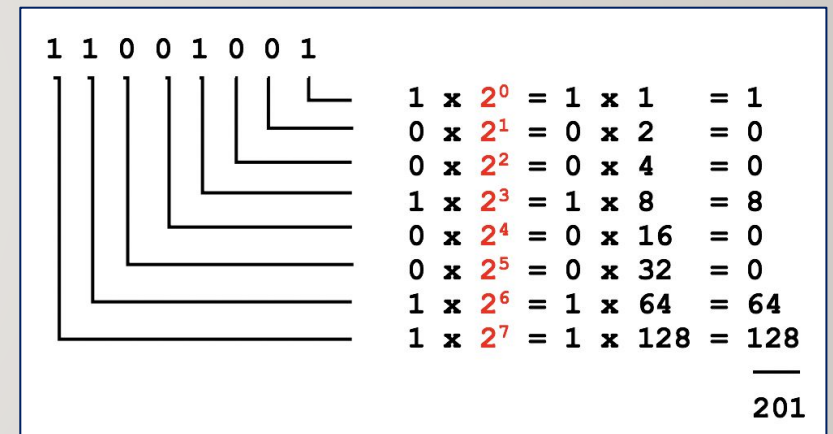 1 1 0 0 1 0 0 1
1 x 2⁰ = 1 x 1 = 1
0 x 2¹ = 0 x 2 = 0
0 x 2² = 0 x 4 = 0
1 x 2³ = 1 x 8 = 8
0 x 2⁴ = 0 x 16 = 0
0 x 2⁵ = 0 x 32 = 0
1 x 2⁶ = 1 x 64 = 64
1 x 2⁷ = 1 x 128 = 128
201